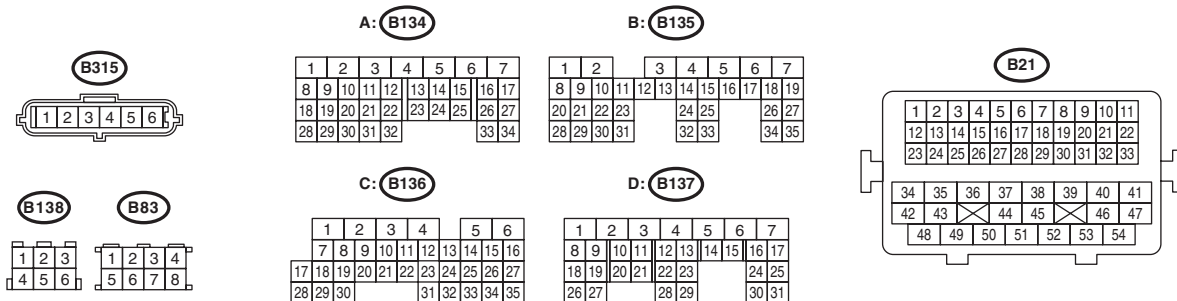 B315
1 2 3 4 5 6
B138
1 2 3
4 5 6
B83
1 2 3 4
5 6 7 8
A: B134
1 2 3 4 5 6 7
8 9 10 11 12 13 14 15 16 17
18 19 20 21 22 23 24 25 26 27
28 29 30 31 32 33 34
B: B135
1 2 3 4 5 6 7
8 9 10 11 12 13 14 15 16 17 18 19
20 21 22 23 24 25 26 27
28 29 30 31 32 33 34 35
C: B136
1 2 3 4 5 6
7 8 9 10 11 12 13 14 15 16
17 18 19 20 21 22 23 24 25 26 27
28 29 30 31 32 33 34 35
D: B137
1 2 3 4 5 6 7
8 9 10 11 12 13 14 15 16 17
18 19 20 21 22 23 24 25
26 27 28 29 30 31
B21
1 2 3 4 5 6 7 8 9 10 11
12 13 14 15 16 17 18 19 20 21 22
23 24 25 26 27 28 29 30 31 32 33
34 35 36 37 38 39 40 41
42 43 44 45 46 47
48 49 50 51 52 53 54